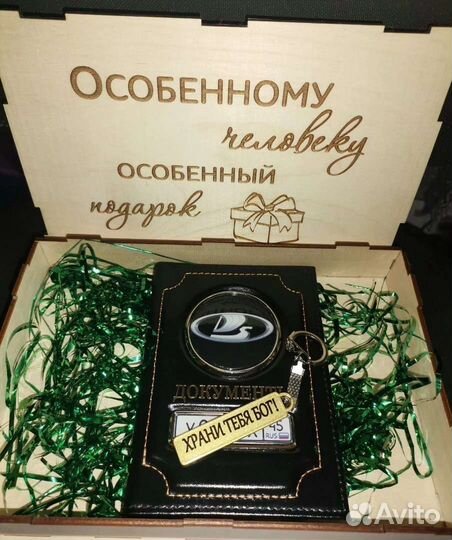 Особенному
человеку
особенный
подарок
ДОКУМЕНТЫ
ХРАНИ ТЕБЯ БОГ!
45
RUS
Avito